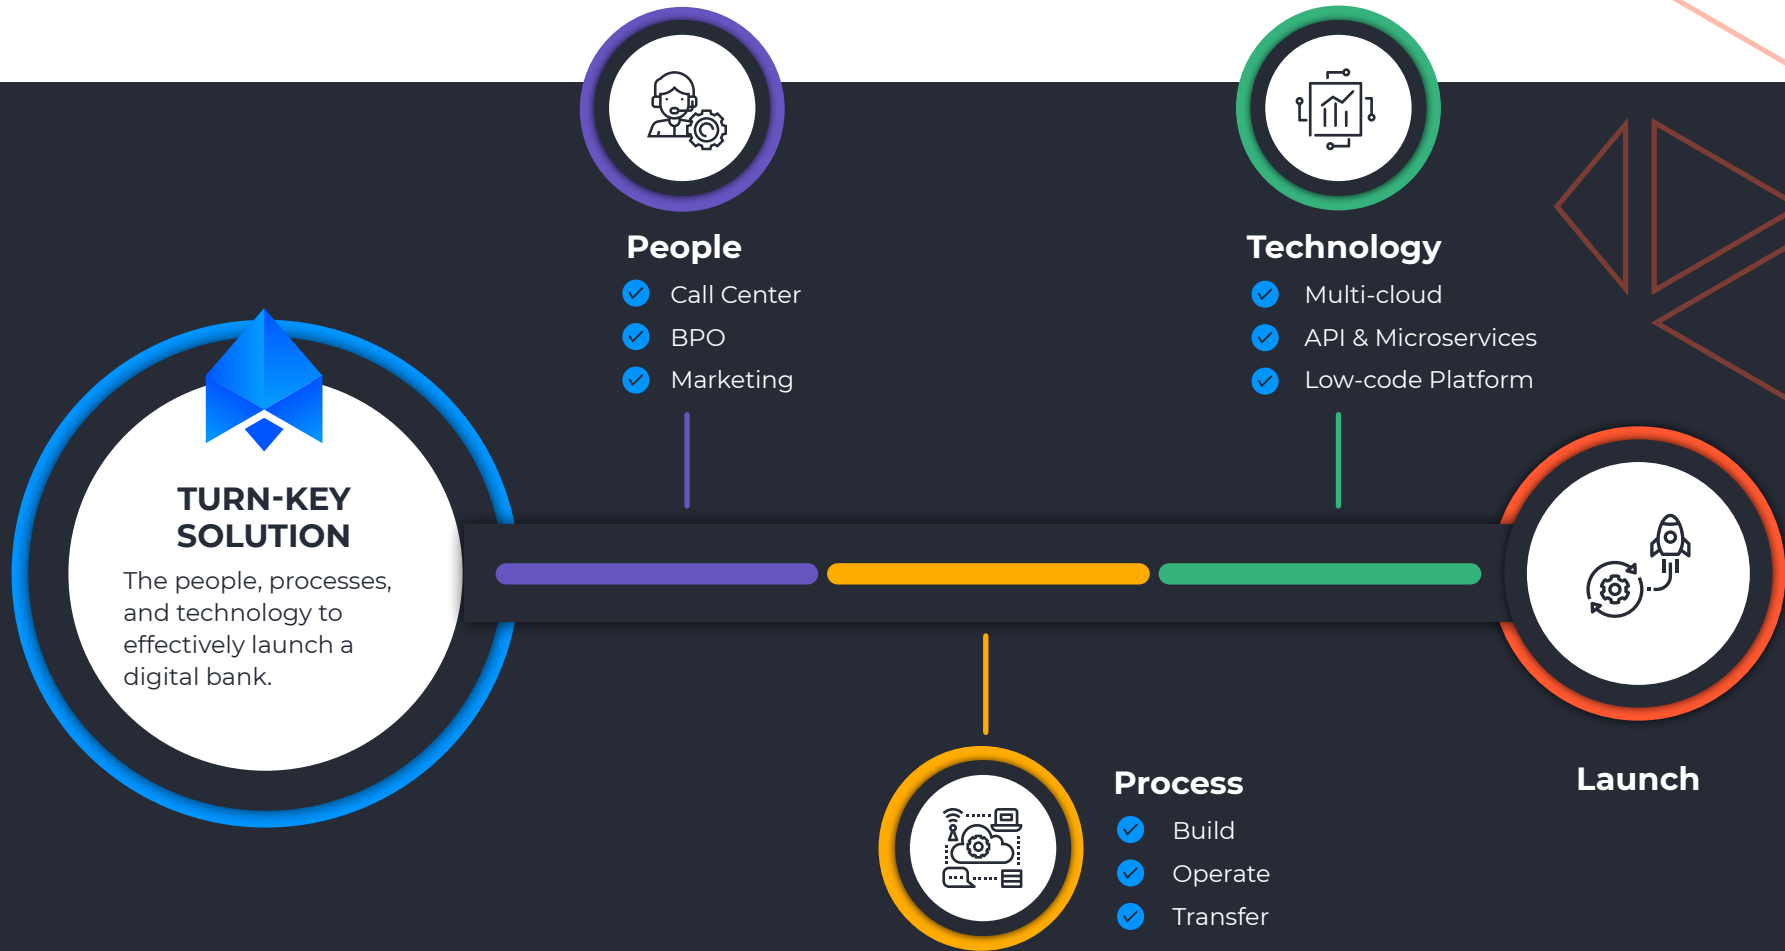 People
Call Center
BPO
Marketing
Technology
Multi-cloud
API & Microservices
Low-code Platform
TURN-KEY
SOLUTION
The people, processes,
and technology to
effectively launch a
digital bank.
Process
Build
Operate
Transfer
Launch